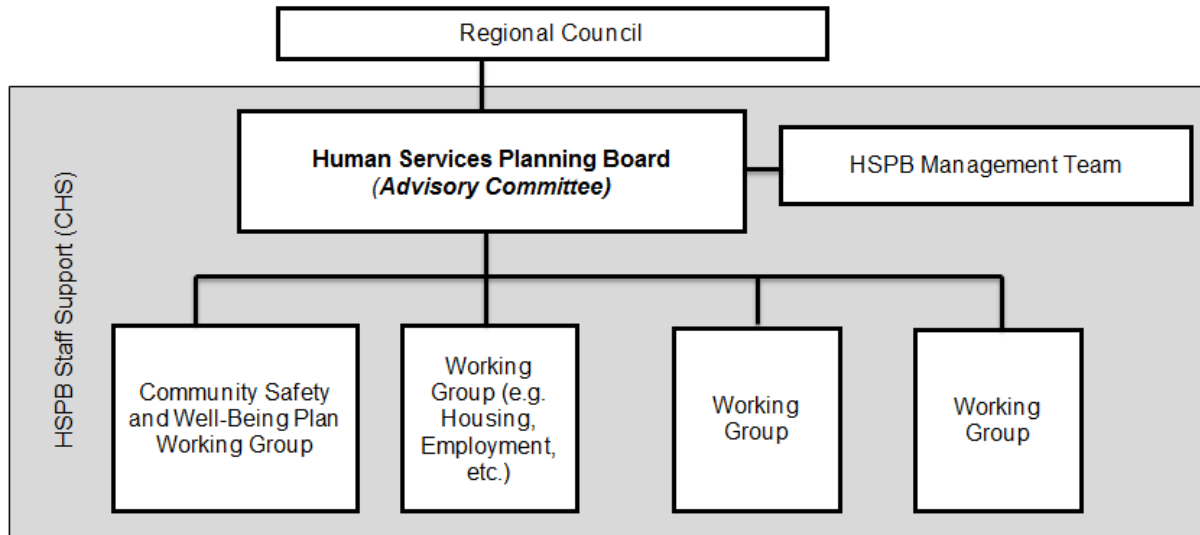 Regional Council
HSPB Staff Support (CHS)
Human Services Planning Board
(Advisory Committee)
HSPB Management Team
Community Safety
and Well-Being Plan
Working Group
Working
Group (e.g.
Housing,
Employment,
etc.)
Working
Group
Working
Group